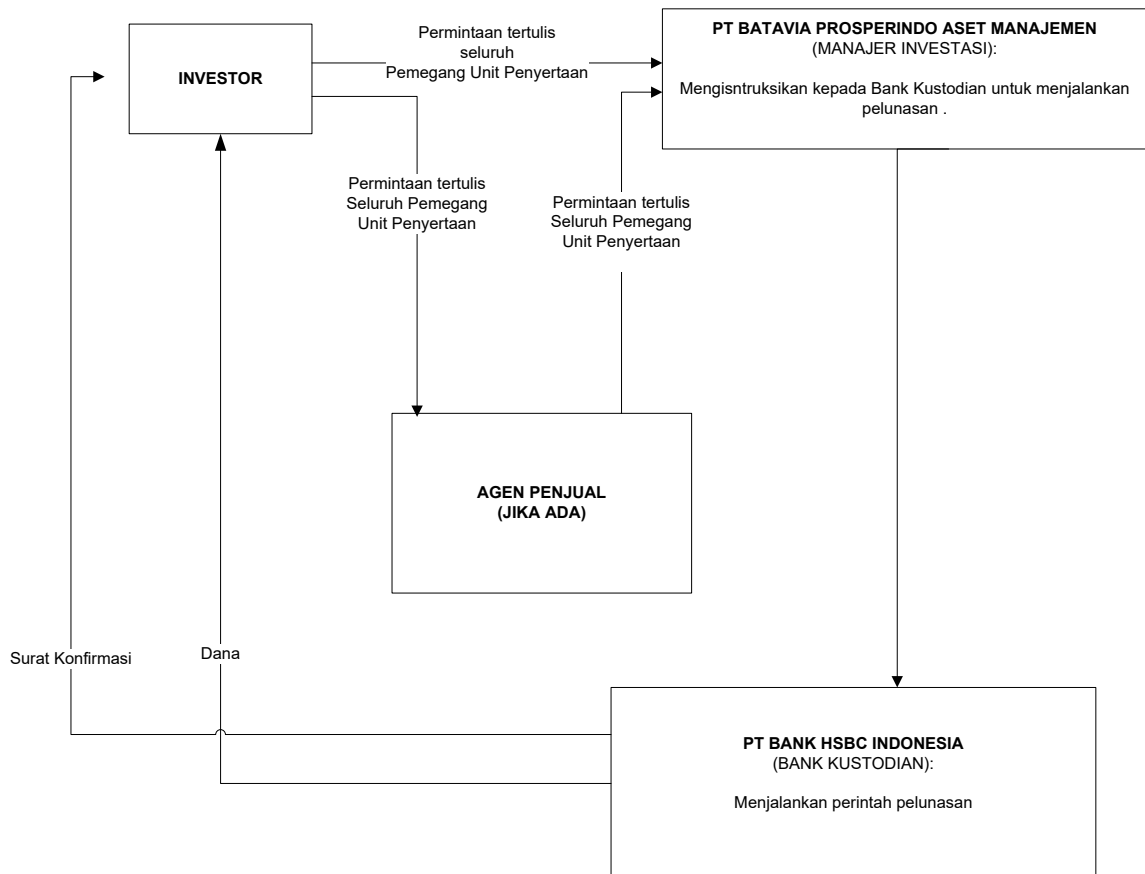 INVESTOR
Permintaan tertulis
seluruh
Pemegang Unit Penyertaan
PT BATAVIA PROSPERINDO ASET MANAJEMEN
(MANAJER INVESTASI):
Mengisntruksikan kepada Bank Kustodian untuk menjalankan
pelunasan .
Permintaan tertulis
Seluruh Pemegang
Unit Penyertaan
Permintaan tertulis
Seluruh Pemegang
Unit Penyertaan
AGEN PENJUAL
(JIKA ADA)
Surat Konfirmasi
Dana
PT BANK HSBC INDONESIA
(BANK KUSTODIAN):
Menjalankan perintah pelunasan